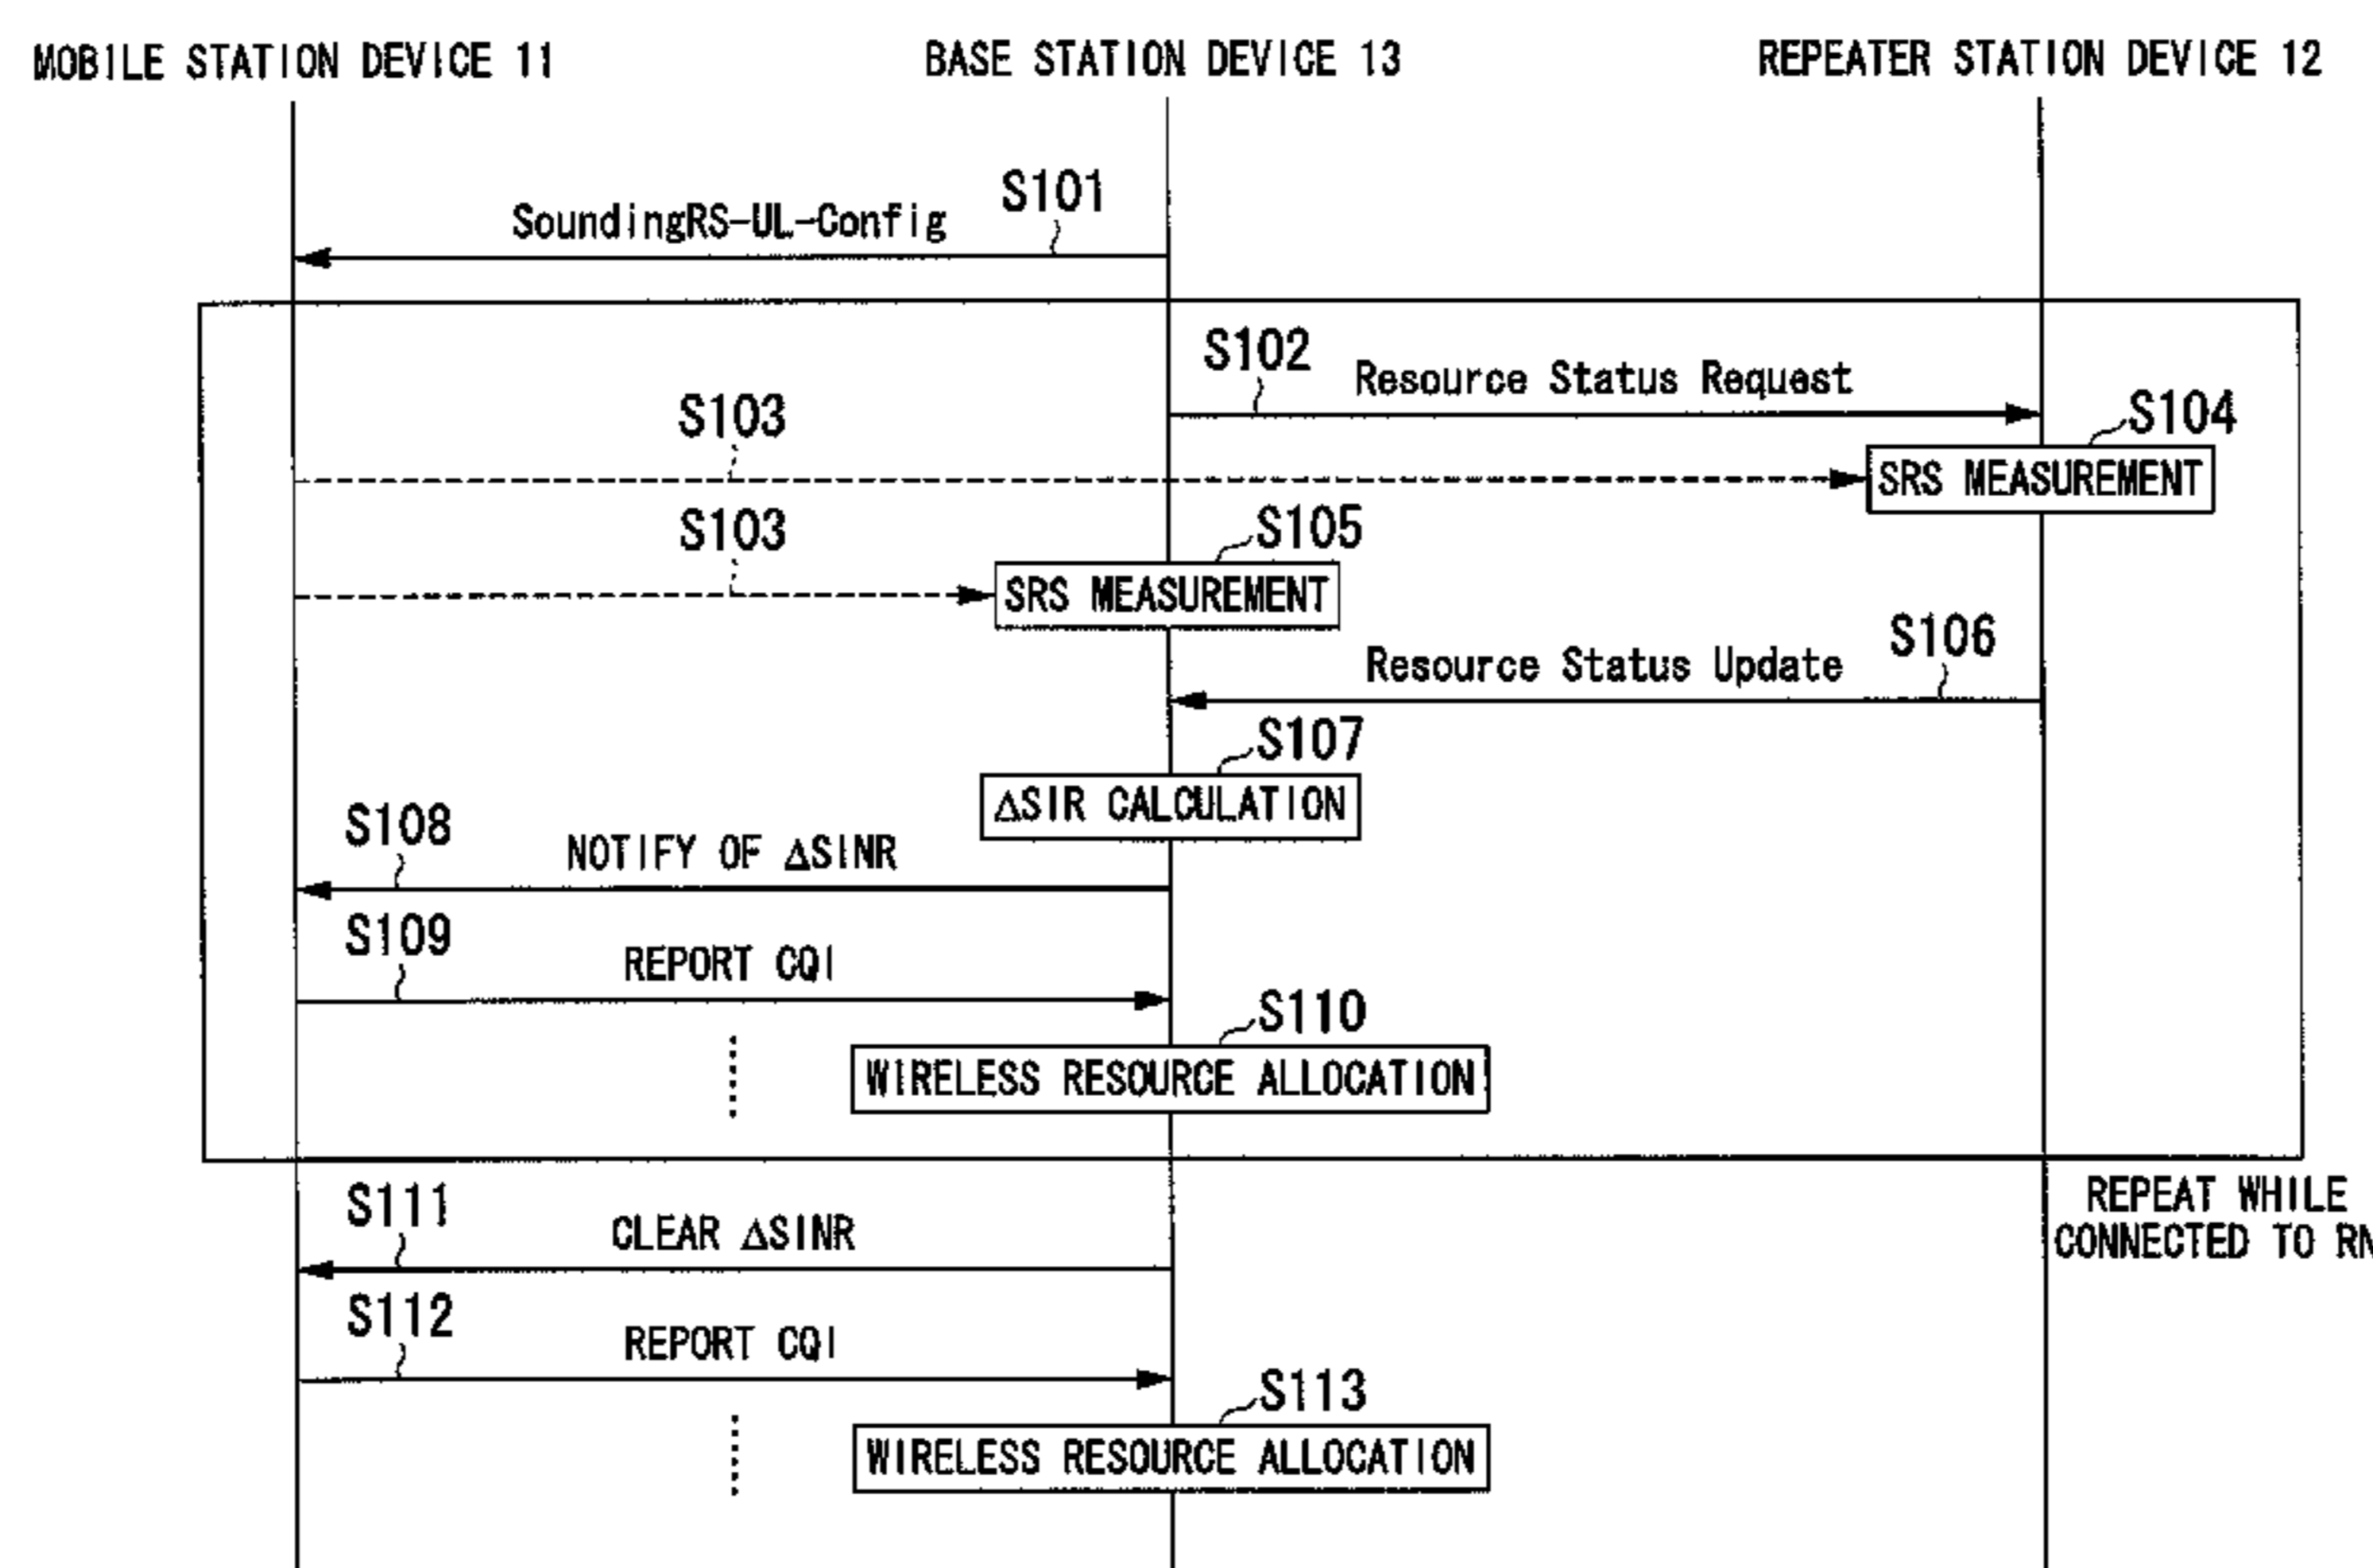 MOBILE STATION DEVICE 11
BASE STATION DEVICE 13
REPEATER STATION DEVICE 12
S101
SoundingRS-UL-Config
S102
Resource Status Request
S103
S104
SRS MEASUREMENT
S103
S105
SRS MEASUREMENT
S106
Resource Status Update
S107
ΔSIR CALCULATION
S108
NOTIFY OF ΔSINR
S109
REPORT CQI
S110
WIRELESS RESOURCE ALLOCATION
REPEAT WHILE
CONNECTED TO
S111
CLEAR ΔSINR
S112
REPORT CQI
S113
WIRELESS RESOURCE ALLOCATION